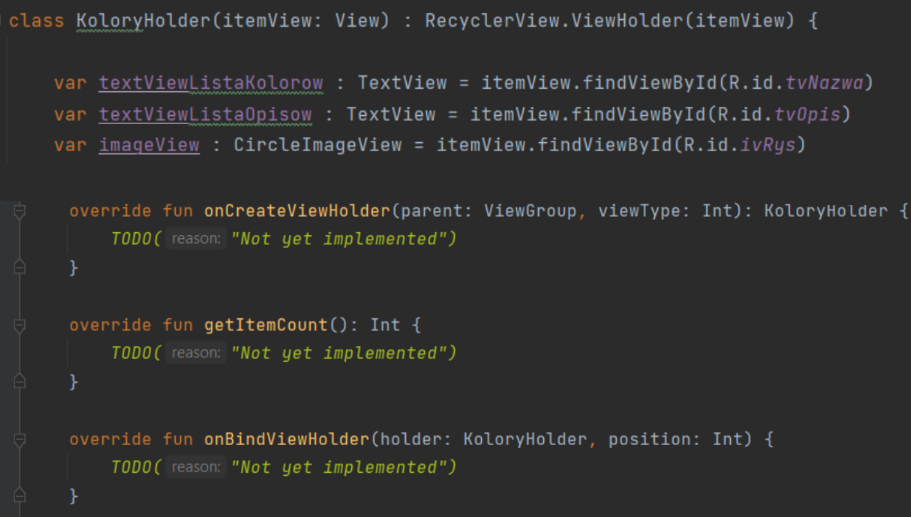 class KoloryHolder(itemView: View) : RecyclerView.ViewHolder(itemView) {
var textViewListaKolorow : TextView = itemView.findViewById(R.id.tvNazwa)
var textViewListaOpisow : TextView = itemView.findViewById(R.id.tvOpis)
var imageView : CircleImageView = itemView.findViewById(R.id.ivRys)
override fun onCreateViewHolder(parent: ViewGroup, viewType: Int): KoloryHolder {
TODO( reason: "Not yet implemented")
}
override fun getItemCount(): Int {
TODO( reason: "Not yet implemented")
}
override fun onBindViewHolder(holder: KoloryHolder, position: Int) {
TODO( reason: "Not yet implemented")
}